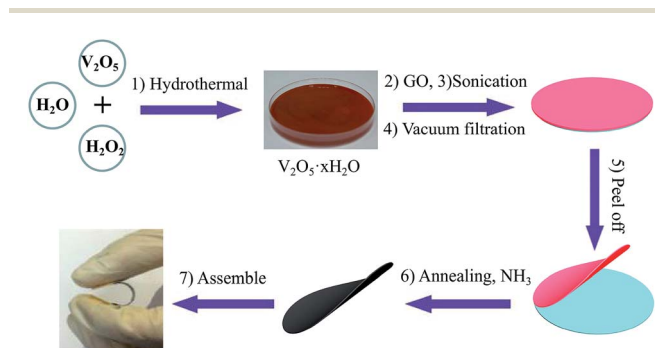 V₂O₅
H₂O
+
H₂O₂
1) Hydrothermal
V₂O₅·xH₂O
2) GO, 3)Sonication
4) Vacuum filtration
5) Peel off
6) Annealing, NH₃
7) Assemble